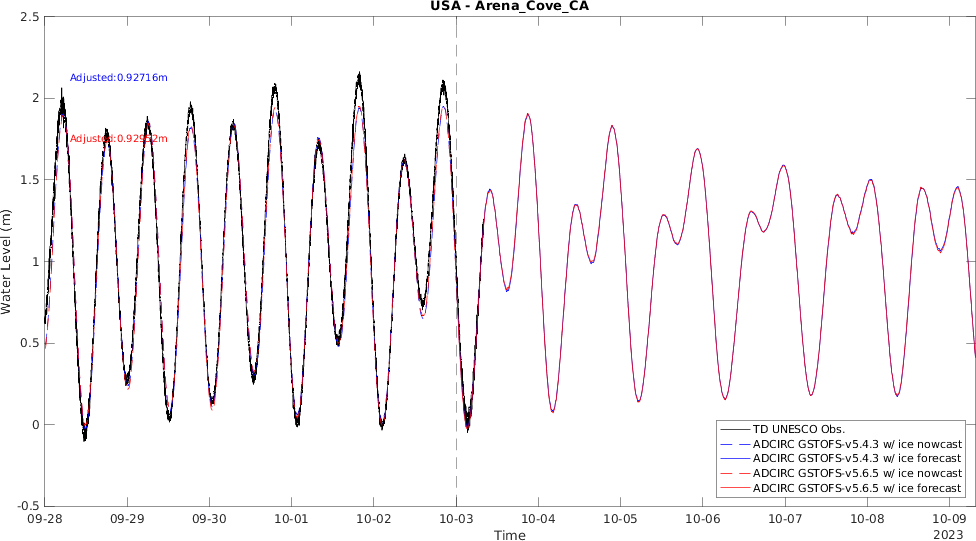 USA - Arena_Cove_CA
2.5
2
1.5
1
0.5
0
-0.5
Water Level (m)
Adjusted:0.92716m
09-28
09-29
09-30
10-01
10-02
10-03
10-04
10-05
10-06
10-07
10-08
10-09
2023
Time
TD UNESCO Obs.
ADCIRC GSTOFS-v5.4.3 w/ ice nowcast
ADCIRC GSTOFS-v5.4.3 w/ ice forecast
ADCIRC GSTOFS-v5.6.5 w/ ice nowcast
ADCIRC GSTOFS-v5.6.5 w/ ice forecast